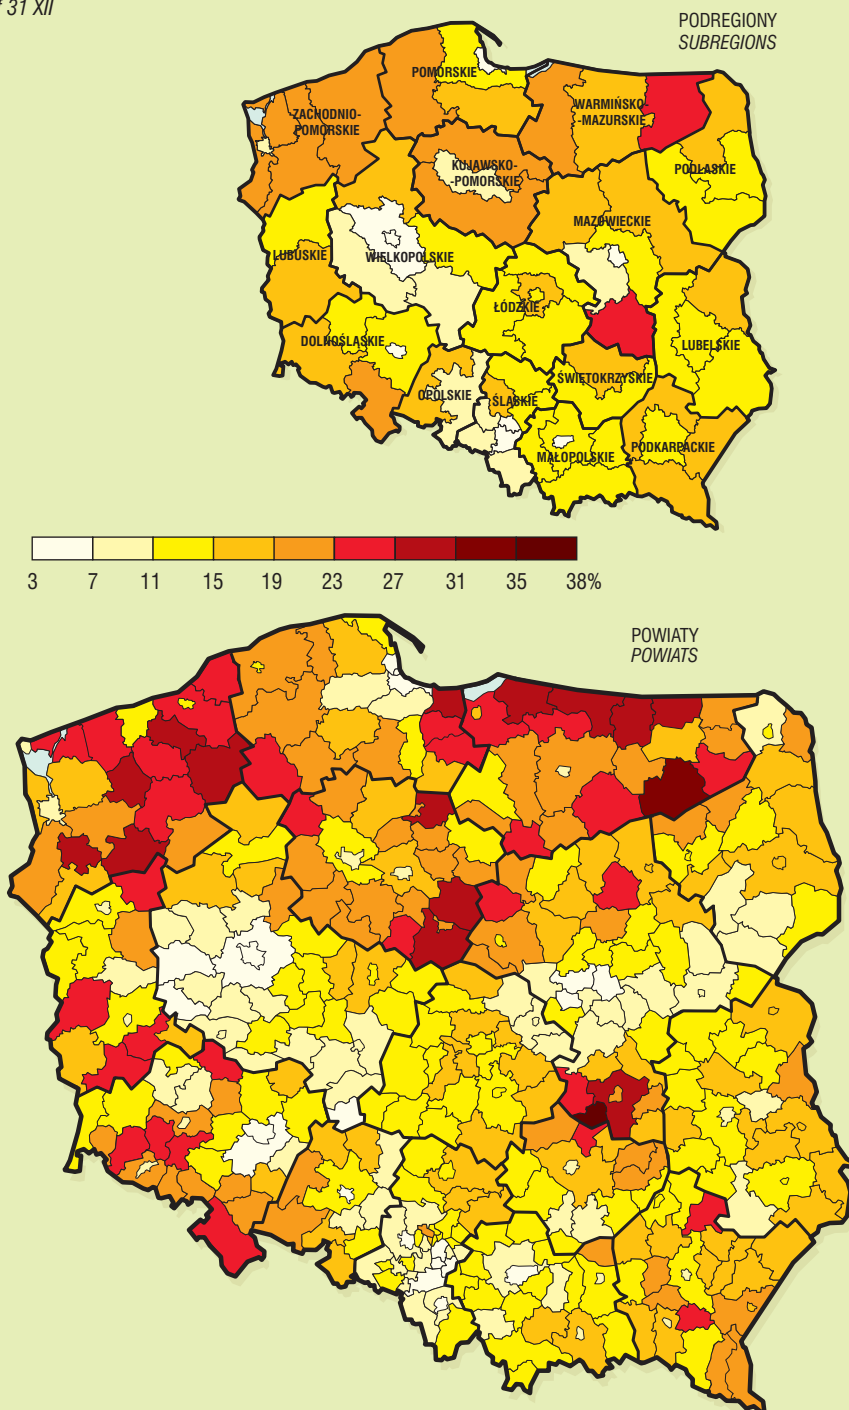 31 XII
PODREGIONY
SUBREGIONS
POMORSKIE
ZACHODNIO-
-POMORSKIE
WARMIŃSKO-
-MAZURSKIE
KUJAWSKO-
-POMORSKIE
PODLASKIE
MAZOWIECKIE
LUBUSKIE
WIELKOPOLSKIE
ŁÓDZKIE
DOLNOŚLĄSKIE
LUBELSKIE
OPOLSKIE
ŚLĄSKIE
ŚWIĘTOKRZYSKIE
MAŁOPOLSKIE
PODKARPACKIE
3 7 11 15 19 23 27 31 35 38%
POWIATY
POWIATS